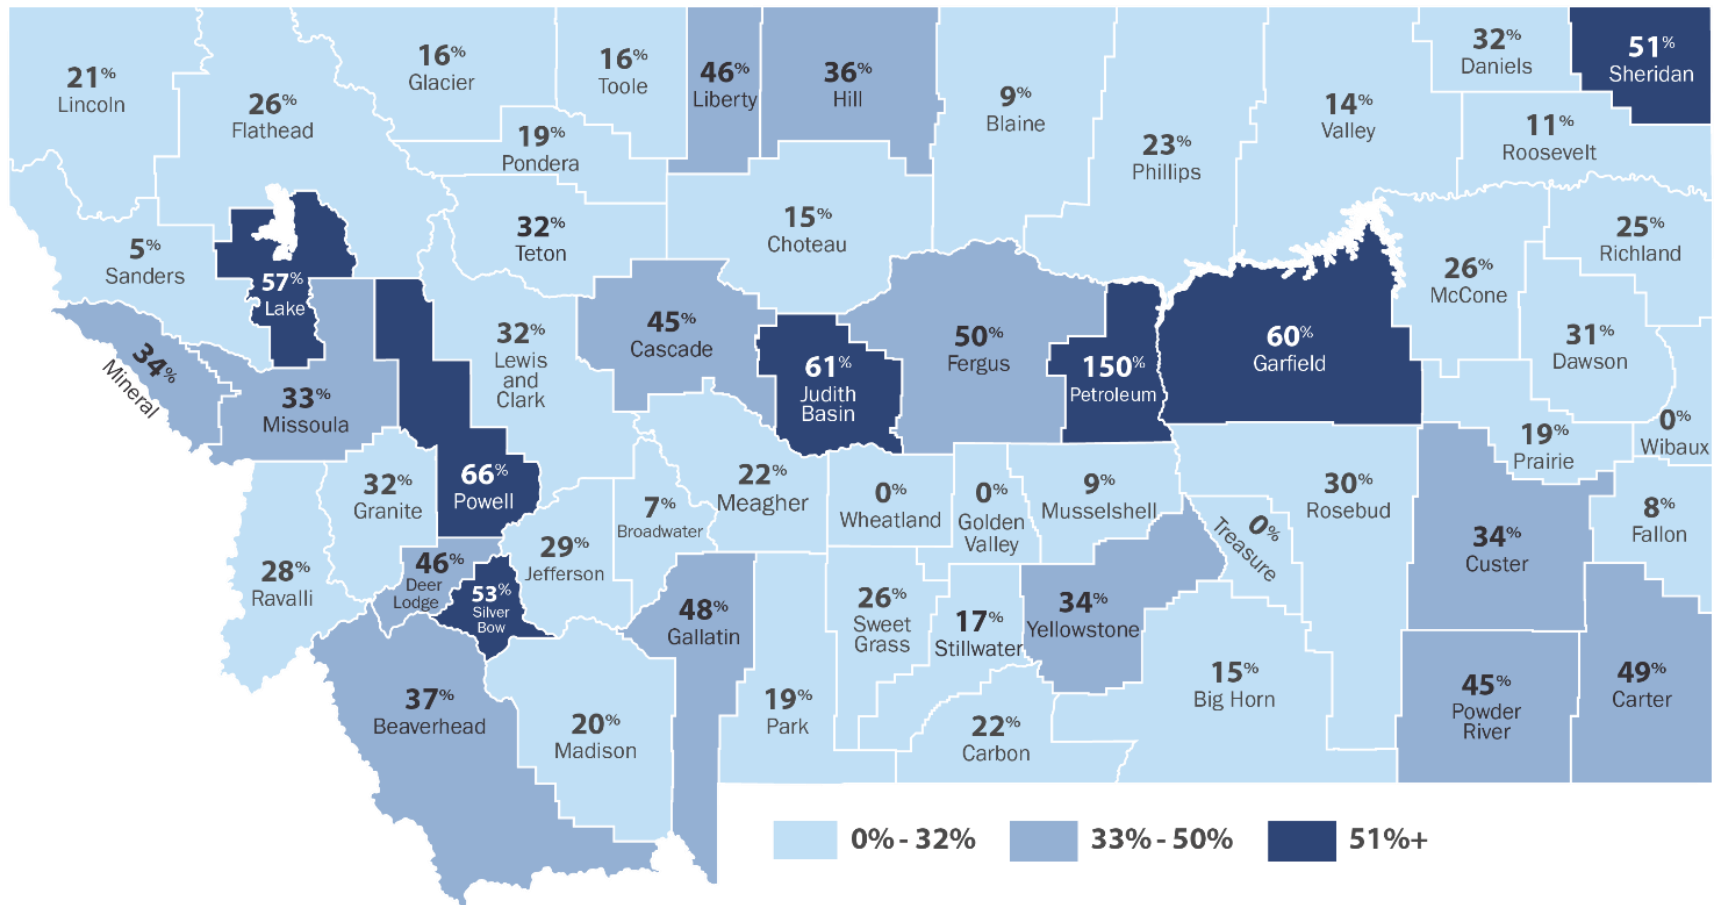 21%
Lincoln
26%
Flathead
16%
Glacier
16%
Toole
46%
Liberty
36%
Hill
9%
Blaine
23%
Phillips
14%
Valley
32%
Daniels
51%
Sheridan
11%
Roosevelt
19%
Pondera
32%
Teton
15%
Choteau
5%
Sanders
57%
Lake
25%
Richland
26%
McCone
31%
Dawson
34%
Mineral
33%
Missoula
32%
Lewis
and
Clark
45%
Cascade
61%
Judith
Basin
50%
Fergus
150%
Petroleum
60%
Garfield
0%
Wibaux
19%
Prairie
66%
Powell
32%
Granite
22%
Meagher
0%
Wheatland
0%
Golden
Valley
9%
Musselshell
30%
Rosebud
0%
Treasure
34%
Custer
8%
Fallon
7%
Broadwater
29%
Jefferson
46%
Deer
Lodge
53%
Silver
Bow
28%
Ravalli
48%
Gallatin
26%
Sweet
Grass
17%
Stillwater
34%
Yellowstone
15%
Big Horn
45%
Powder
River
49%
Carter
37%
Beaverhead
20%
Madison
19%
Park
22%
Carbon
0% - 32%
33% - 50%
51%+